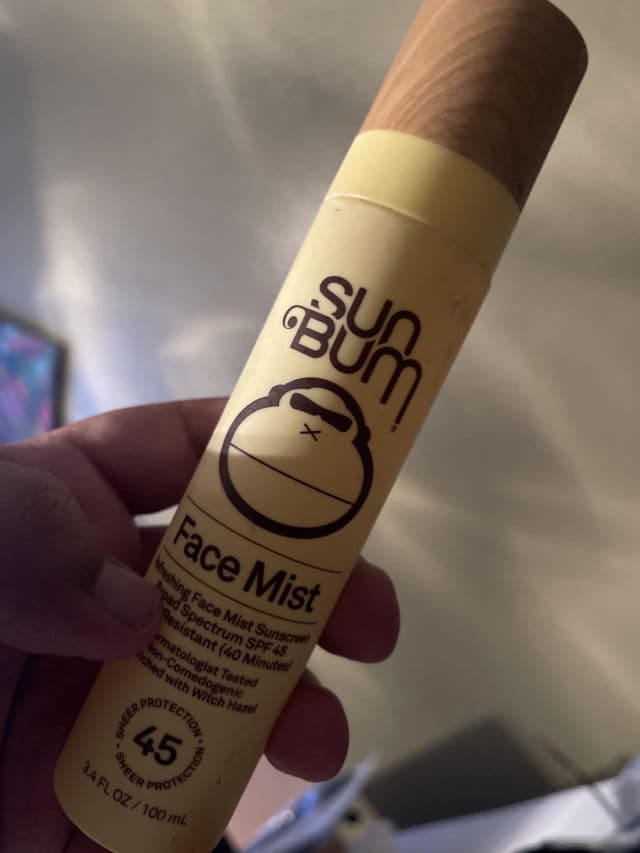 SUN
BUM
Face Mist
Face Mist Sunscreen
Spectrum SPF 45
Resistant (40 Minutes)
Tested
Non-Comedogenic
with Witch Hazel
SHEER PROTECTION
45
SHEER PROTECTION
3.4 FL OZ / 100 mL